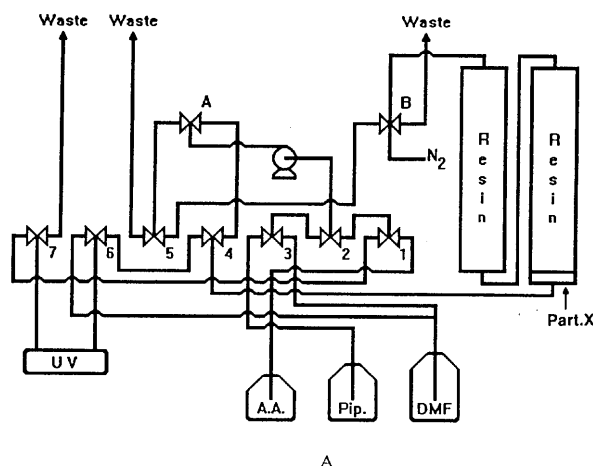 Waste
Waste
Waste
A
B
N2
Resin
Resin
7
6
5
4
3
2
1
Part.X
UV
A.A.
Pip.
DMF
A